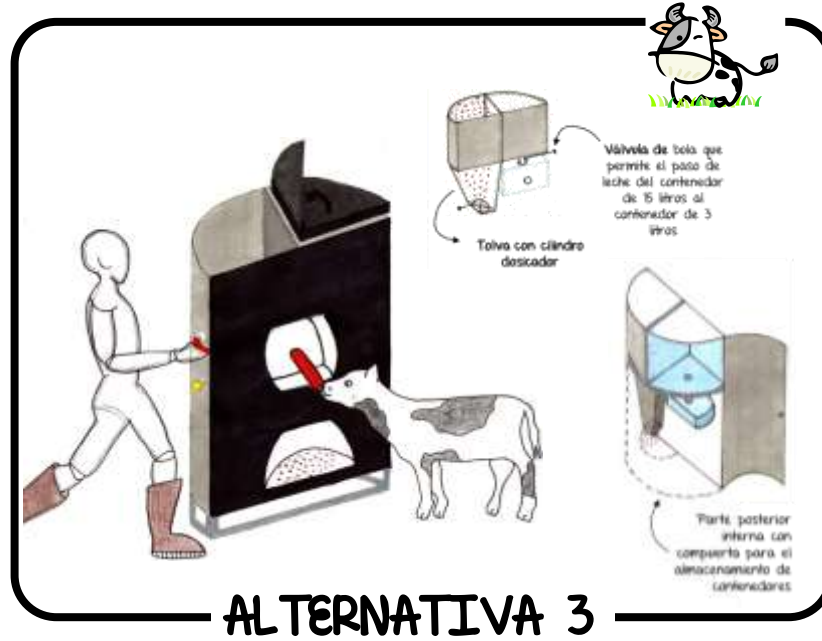 Válvula de bola que
permite el paso de
leche del contenedor
de 15 litros al
contenedor de 3
litros
Tolva con cilindro
dosicador
Parte posterior
interna con
compuerta para el
almacenamiento de
contenedores
ALTERNATIVA 3